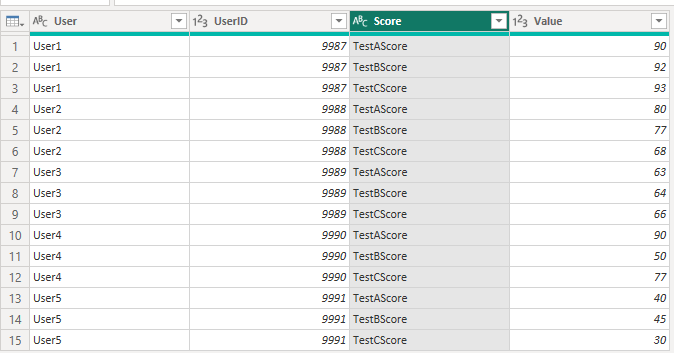 ABC User 123 UserID ABC Score 123 Value
1 User1 9987 TestAScore 90
2 User1 9987 TestBScore 92
3 User1 9987 TestCScore 93
4 User2 9988 TestAScore 80
5 User2 9988 TestBScore 77
6 User2 9988 TestCScore 68
7 User3 9989 TestAScore 63
8 User3 9989 TestBScore 64
9 User3 9989 TestCScore 66
10 User4 9990 TestAScore 90
11 User4 9990 TestBScore 50
12 User4 9990 TestCScore 77
13 User5 9991 TestAScore 40
14 User5 9991 TestBScore 45
15 User5 9991 TestCScore 30